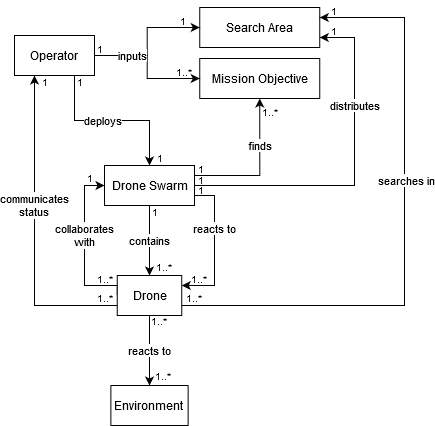 1
1
Search Area
Operator
1
inputs
1
distributes
1..*
Mission Objective
1
1
1..*
deploys
finds
1
1
communicates
status
1
Drone Swarm
1
1
searches in
1
collaborates
with
contains
reacts to
1..*
1..*
1..*
1..*
Drone
1..*
1..*
reacts to
1..*
Environment